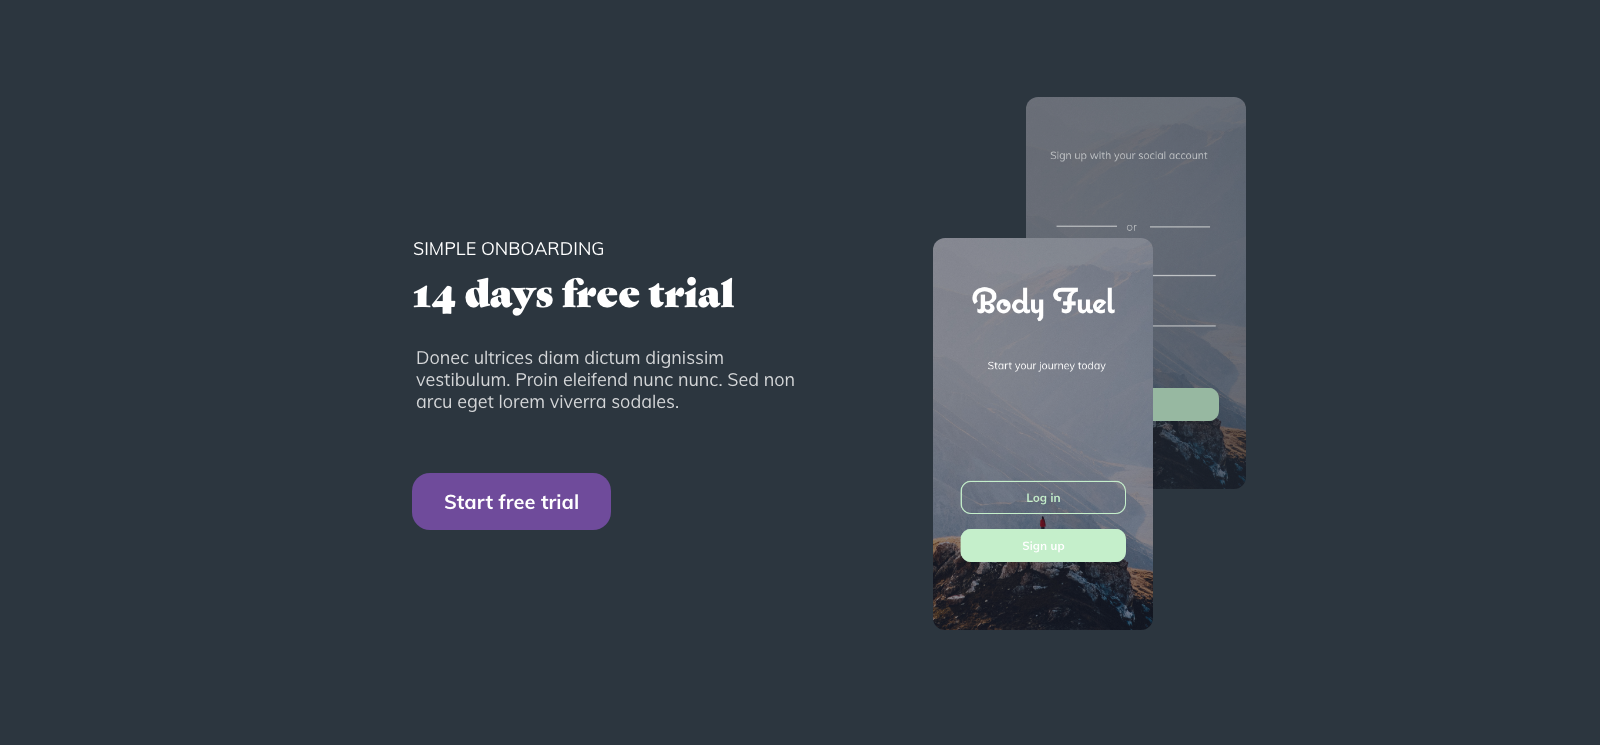 SIMPLE ONBOARDING
14 days free trial
Donec ultrices diam dictum dignissim
vestibulum. Proin eleifend nunc nunc. Sed non
arcu eget lorem viverra sodales.
Start free trial
Sign up with your social account
or
Body Fuel
Start your journey today
Log in
Sign up